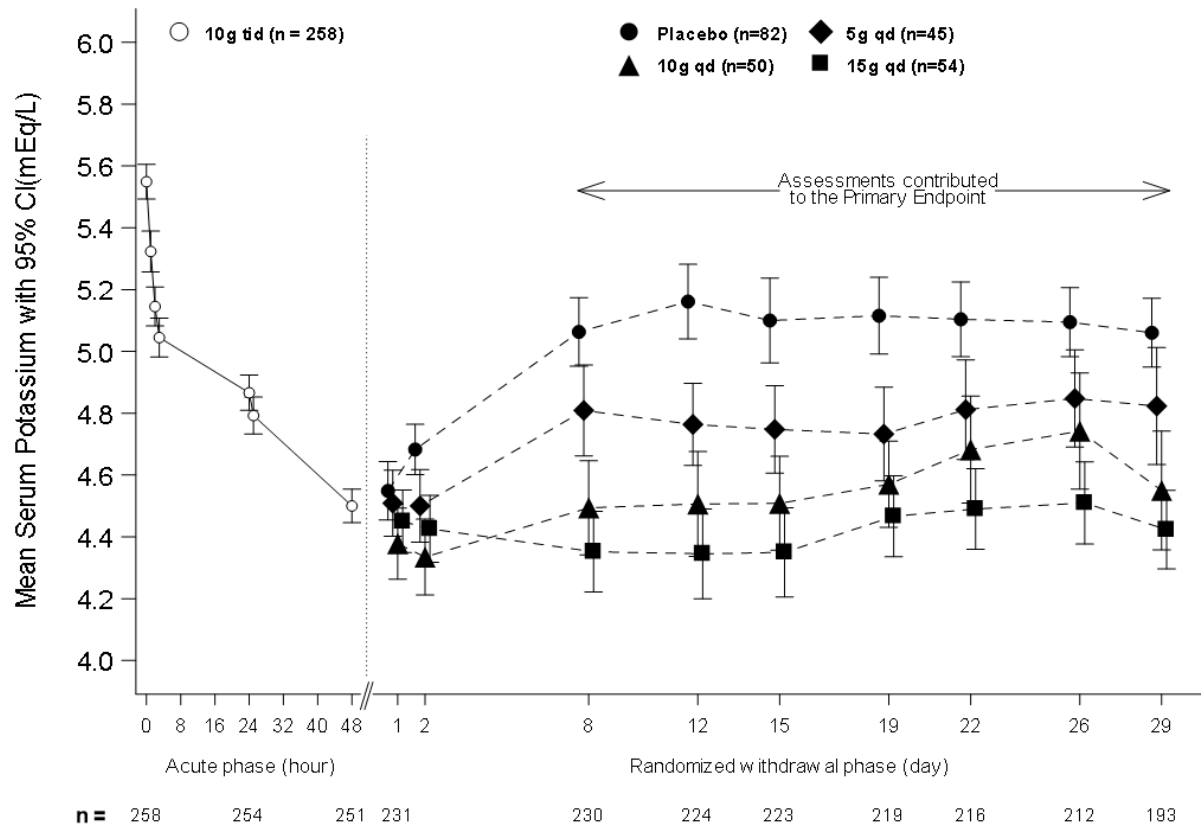 10g tid (n = 258)
Placebo (n=82)
5g qd (n=45)
10g qd (n=50)
15g qd (n=54)
Mean Serum Potassium with 95% CI(mEq/L)
6.0
5.8
5.6
5.4
5.2
5.0
4.8
4.6
4.4
4.2
4.0
Assessments contributed
to the Primary Endpoint
0 8 16 24 32 40 48 1 2 8 12 15 19 22 26 29
Acute phase (hour)
Randomized withdrawal phase (day)
n = 258 254 251 231 230 224 223 219 216 212 193